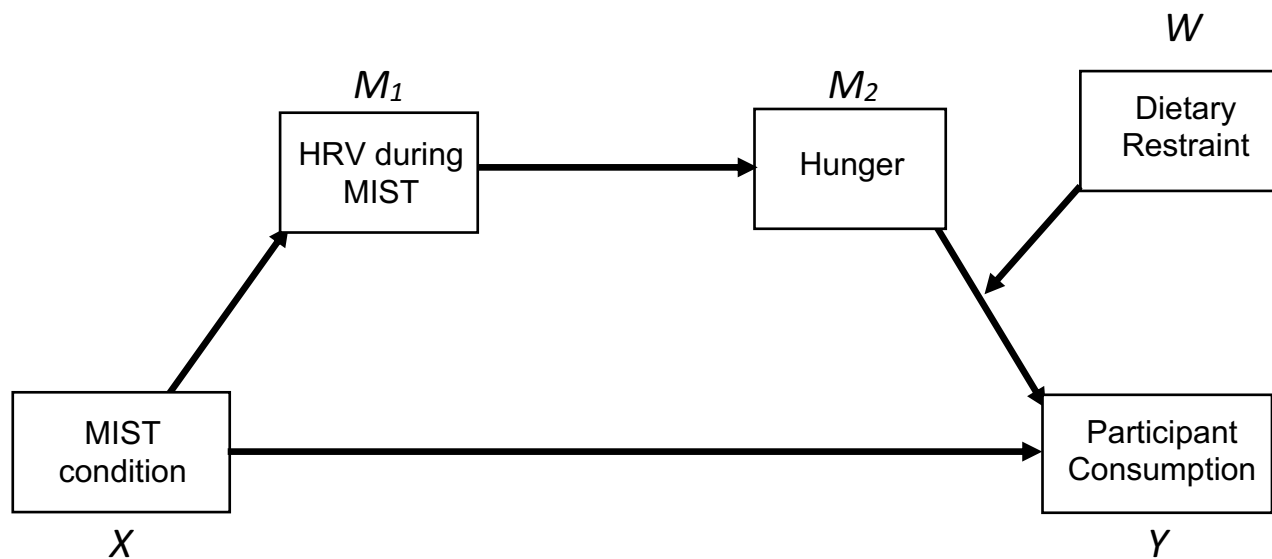 W
M1
M2
Dietary
Restraint
HRV during
MIST
Hunger
MIST
condition
Participant
Consumption
X
Y